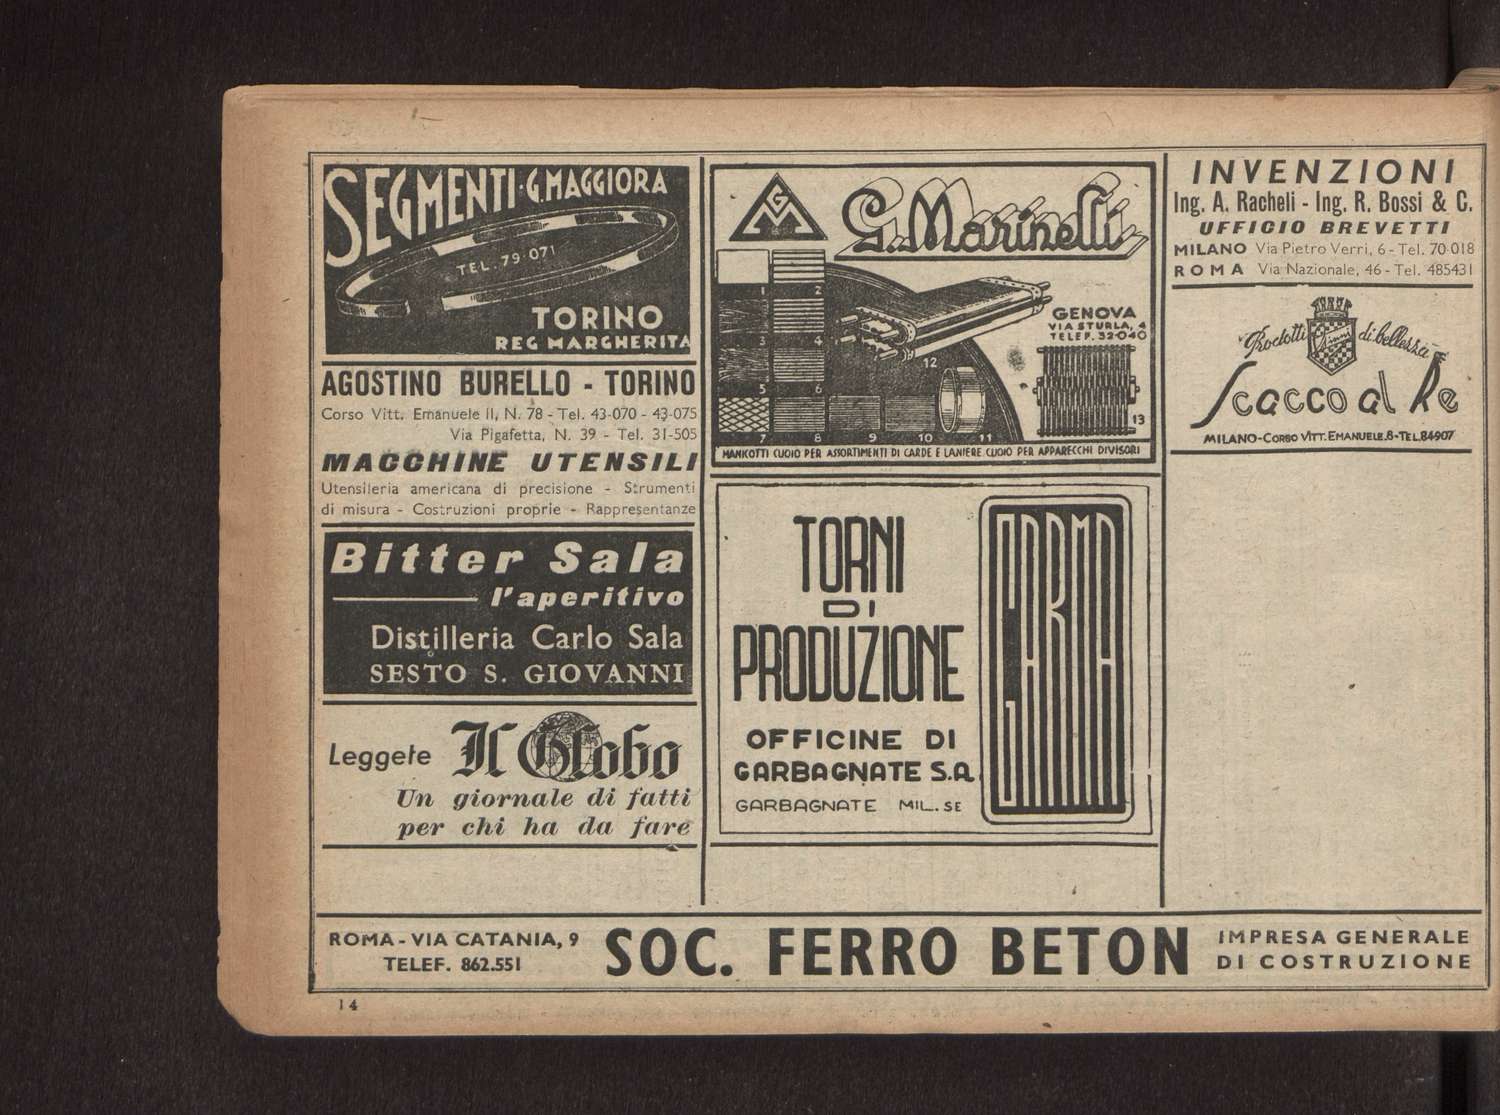 SEGMENTI · G. MAGGIORA
TEL. 79-071
TORINO
REG MARGHERITA
AGOSTINO BURELLO - TORINO
Corso Vitt. Emanuele II, N. 78 - Tel. 43-070 - 43-075
Via Pigafetta, N. 39 - Tel. 31-505
MACCHINE UTENSILI
Utensileria americana di precisione - Strumenti
di misura - Costruzioni proprie - Rappresentanze
Bitter Sala
l'aperitivo
Distilleria Carlo Sala
SESTO S. GIOVANNI
Leggete Il Globo
Un giornale di fatti
per chi ha da fare
GM
G. Marinelli
GENOVA
VIA STURLA, 4
TELEF. 32-040
1 2
3 4
5 6
7 8 9 10 11
12
13
MANICOTTI CUOIO PER ASSORTIMENTI DI CARDE E LANIERE CUOIO PER APPARECCHI DIVISORI
TORNI
DI
PRODUZIONE
OFFICINE DI
GARBAGNATE S.A.
GARBAGNATE MIL.SE
GARMA
INVENZIONI
Ing. A. Racheli - Ing. R. Bossi & C.
UFFICIO BREVETTI
MILANO Via Pietro Verri, 6 - Tel. 70-018
ROMA Via Nazionale, 46 - Tel. 485431
Prodotti di bellezza
Scacco al Re
MILANO-CORSO VITT. EMANUELE.8-TEL.84907
ROMA - VIA CATANIA, 9
TELEF. 862.551
SOC. FERRO BETON
IMPRESA GENERALE
DI COSTRUZIONE
14